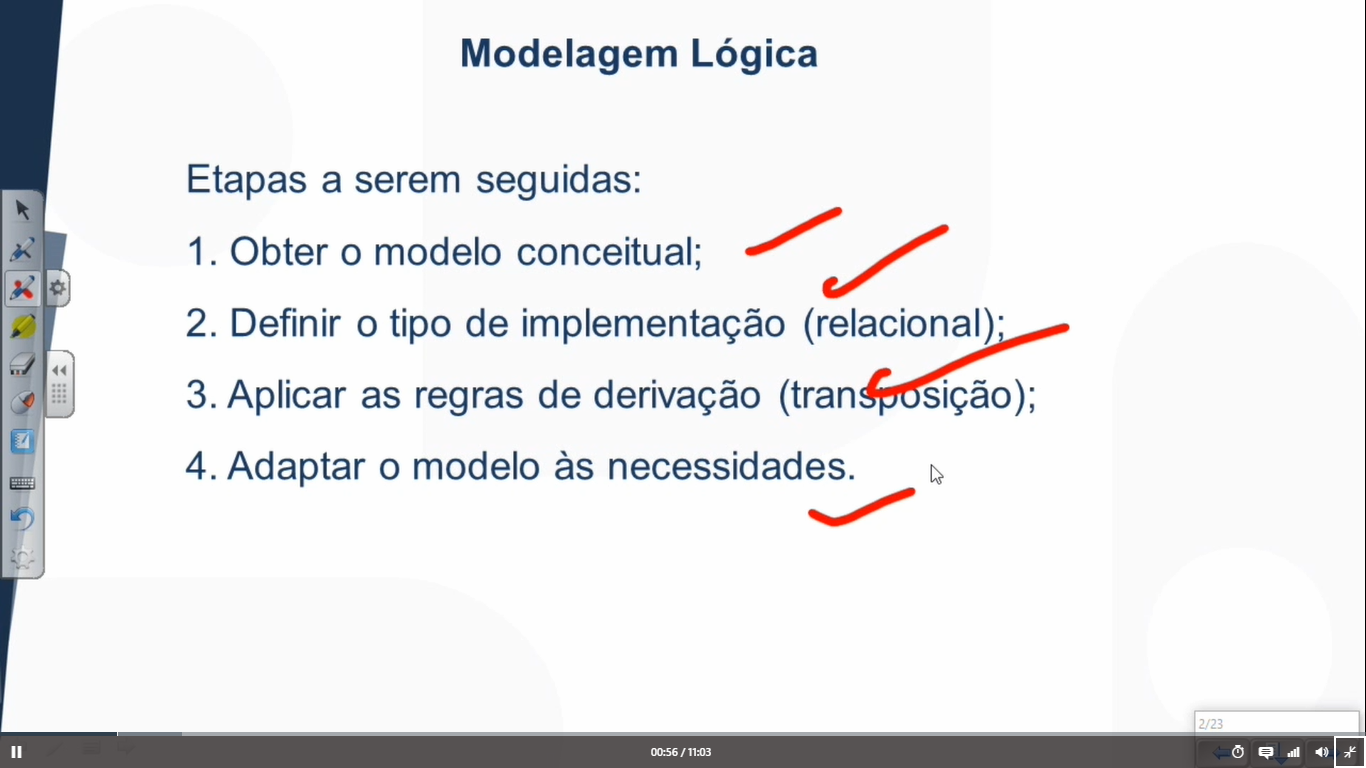 Modelagem Lógica
Etapas a serem seguidas:
1. Obter o modelo conceitual;
2. Definir o tipo de implementação (relacional);
3. Aplicar as regras de derivação (transposição);
4. Adaptar o modelo às necessidades.
2/23
00:56 / 11:03